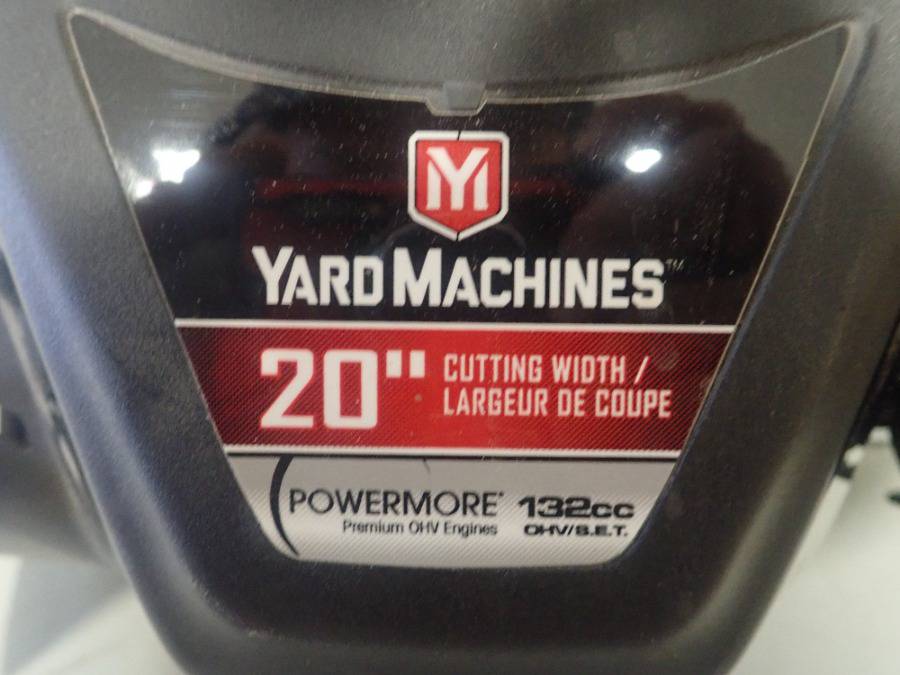 YM
YARD MACHINES™
20" CUTTING WIDTH /
LARGEUR DE COUPE
POWERMORE® 132cc
Premium OHV Engines OHV/S.E.T.